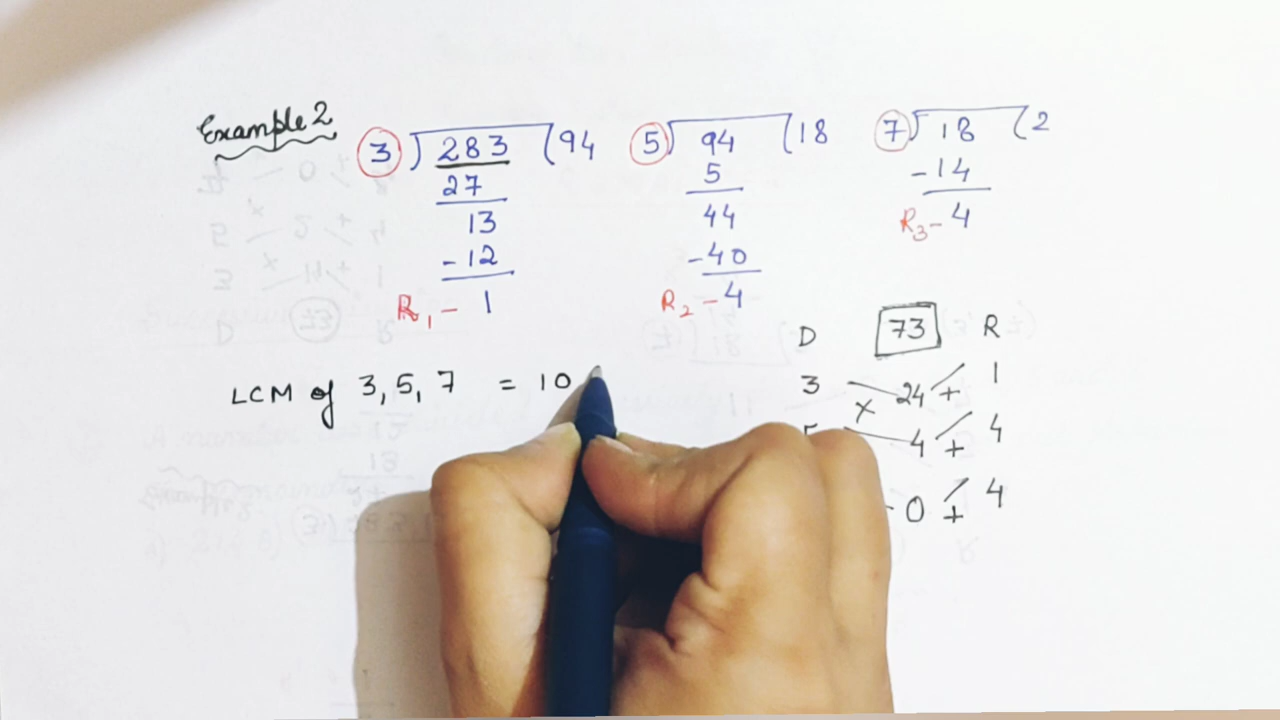 Example 2
3) 283 (94
27
13
-12
R1 - 1
5) 94 (18
5
44
-40
R2 - 4
7) 18 (2
-14
R3 - 4
LCM of 3, 5, 7 = 10
D 73 R
3 × 24 + 1
4 + 4
0 + 4